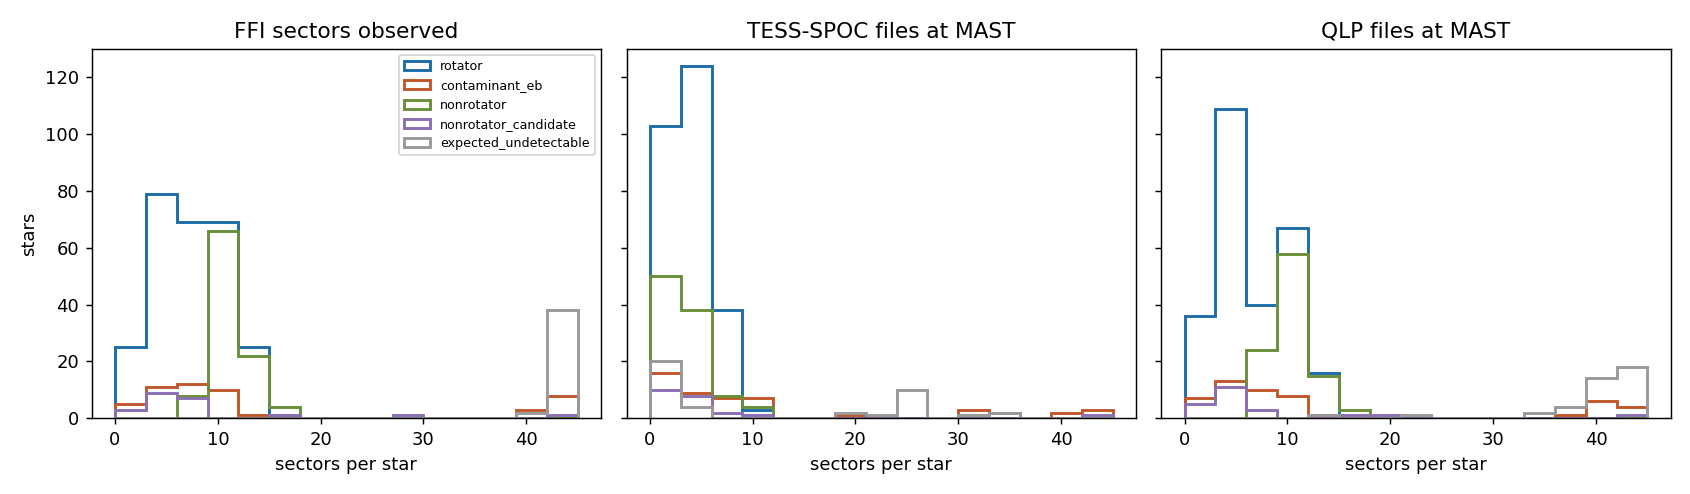 FFI sectors observed
TESS-SPOC files at MAST
QLP files at MAST
rotator
contaminant_eb
nonrotator
nonrotator_candidate
expected_undetectable
stars
120
100
80
60
40
20
0
0 10 20 30 40
0 10 20 30 40
0 10 20 30 40
sectors per star
sectors per star
sectors per star